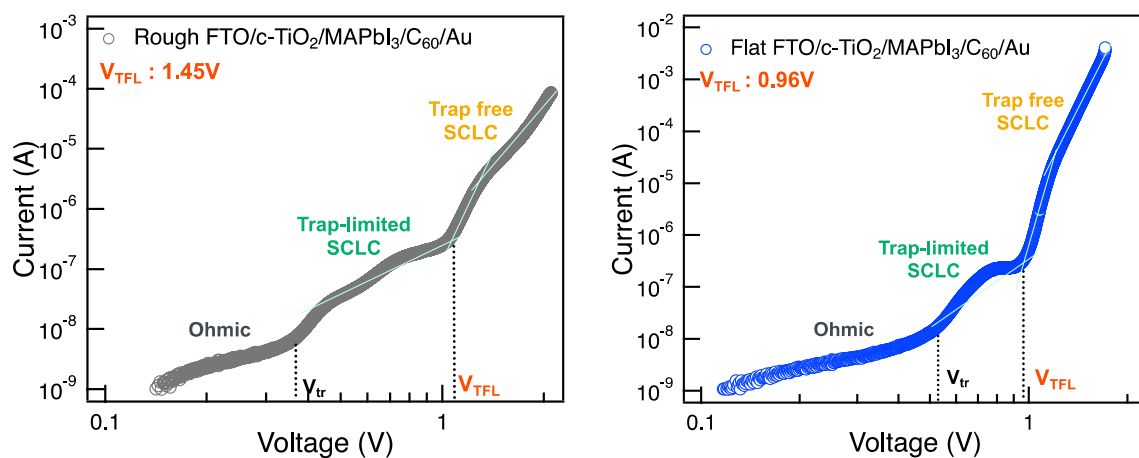 10⁻³
10⁻⁴
10⁻⁵
10⁻⁶
10⁻⁷
10⁻⁸
10⁻⁹
Current (A)
Rough FTO/c-TiO₂/MAPbI₃/C₆₀/Au
V_TFL : 1.45V
Trap free
SCLC
Trap-limited
SCLC
Ohmic
V_tr
V_TFL
0.1
1
Voltage (V)
10⁻²
10⁻³
10⁻⁴
10⁻⁵
10⁻⁶
10⁻⁷
10⁻⁸
10⁻⁹
Current (A)
Flat FTO/c-TiO₂/MAPbI₃/C₆₀/Au
V_TFL : 0.96V
Trap free
SCLC
Trap-limited
SCLC
Ohmic
V_tr
V_TFL
0.1
1
Voltage (V)